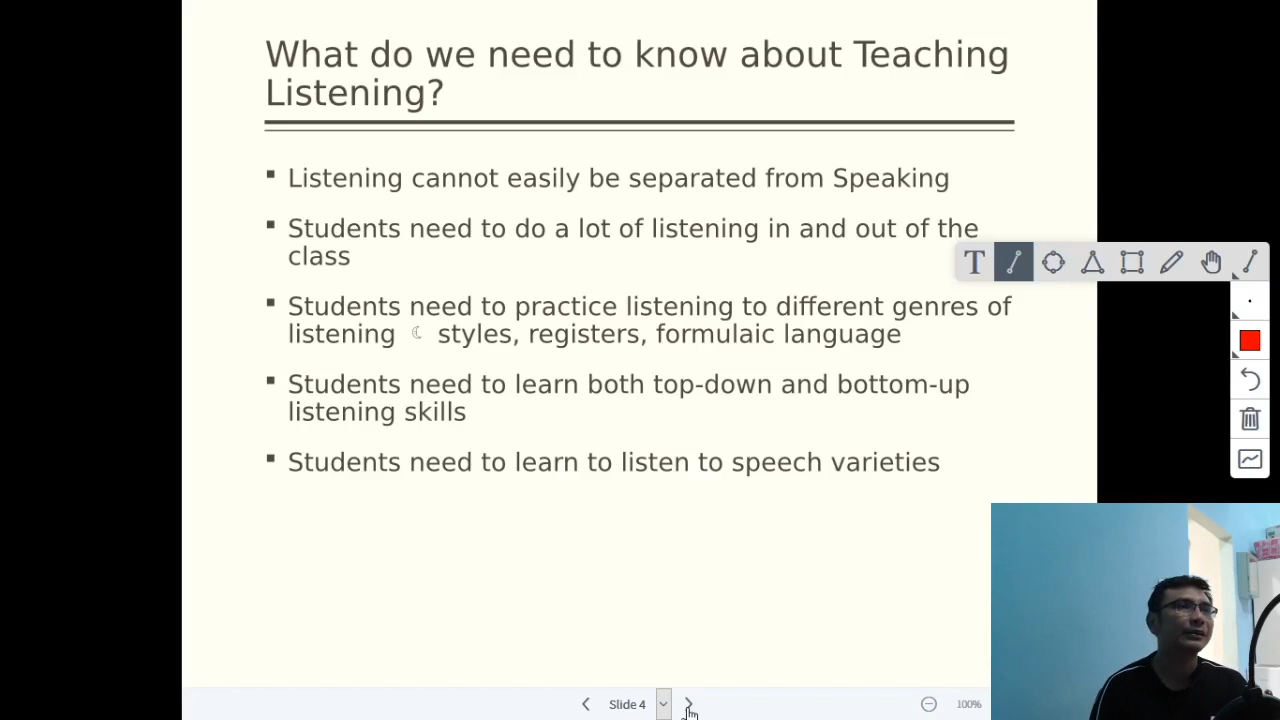 What do we need to know about Teaching
Listening?
Listening cannot easily be separated from Speaking
Students need to do a lot of listening in and out of the
class
Students need to practice listening to different genres of
listening ☾ styles, registers, formulaic language
Students need to learn both top-down and bottom-up
listening skills
Students need to learn to listen to speech varieties
T
Slide 4
100%